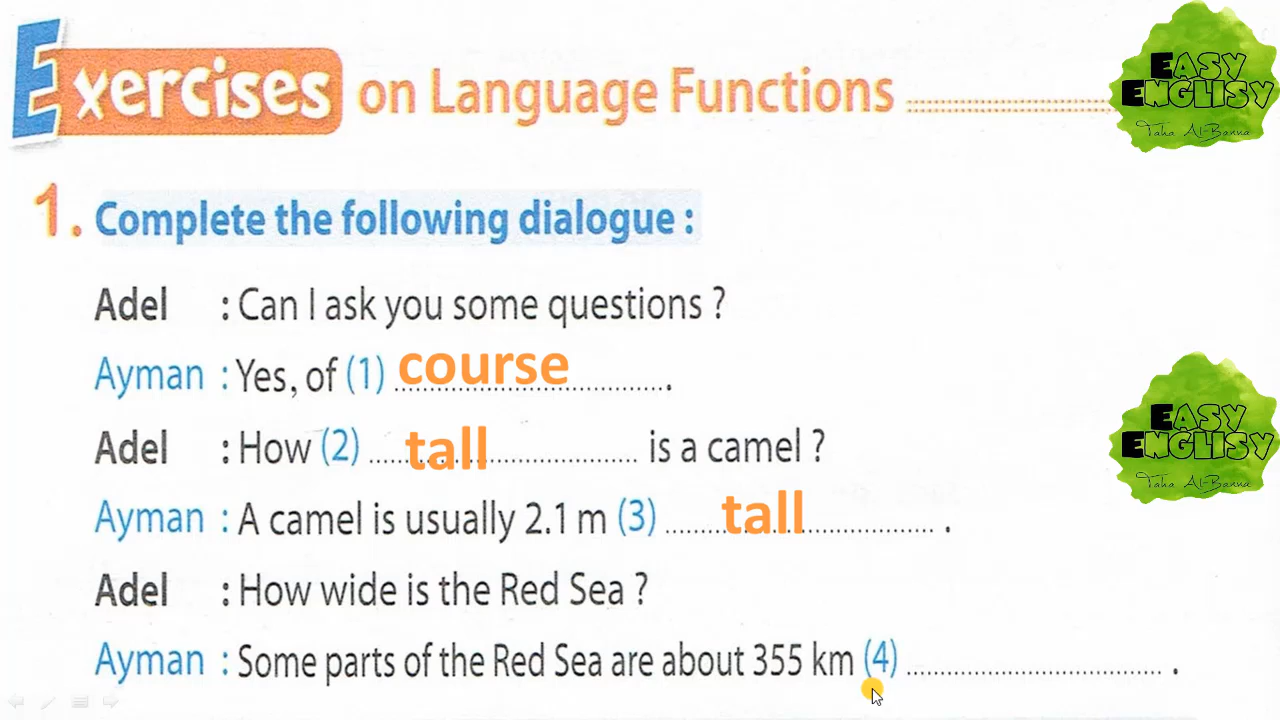 Exercises on Language Functions
EASY
ENGLISY
Taha Al-Banna
1. Complete the following dialogue :
Adel : Can I ask you some questions ?
Ayman : Yes, of (1) course .
Adel : How (2) tall is a camel ?
EASY
ENGLISY
Taha Al-Banna
Ayman : A camel is usually 2.1 m (3) tall .
Adel : How wide is the Red Sea ?
Ayman : Some parts of the Red Sea are about 355 km (4) .................... .